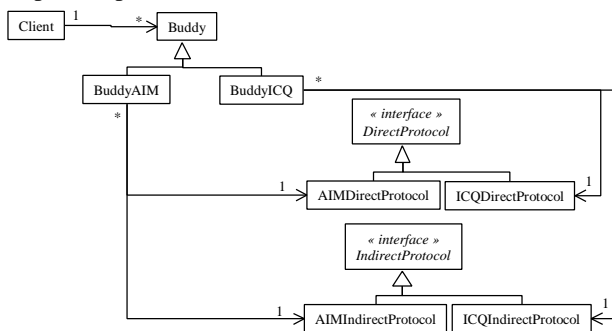 Client
1
*
Buddy
BuddyAIM
BuddyICQ
*
*
« interface »
DirectProtocol
1
AIMDirectProtocol
ICQDirectProtocol
1
« interface »
IndirectProtocol
1
AIMIndirectProtocol
ICQIndirectProtocol
1